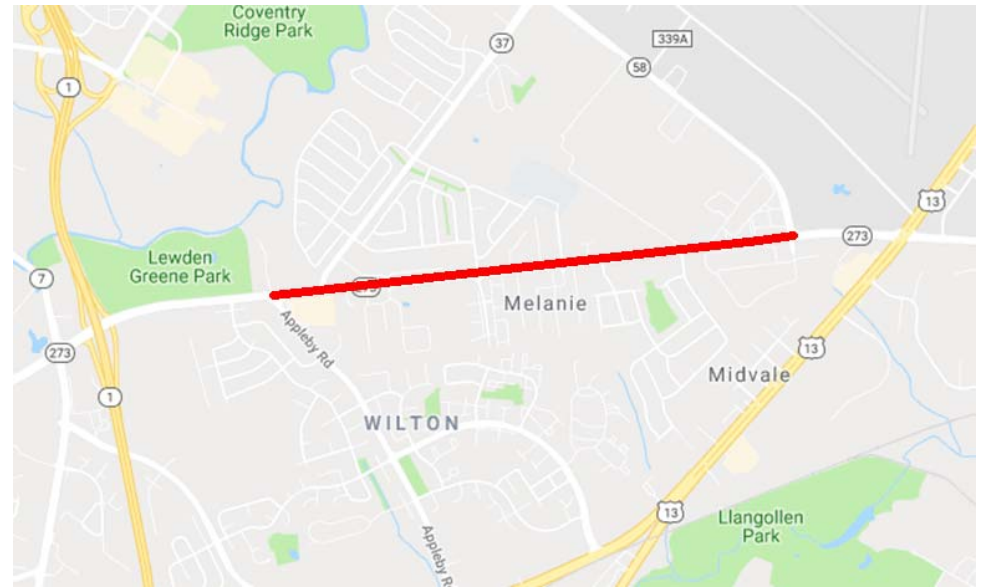 Coventry
Ridge Park
37
339A
58
1
13
Lewden
Greene Park
273
7
Melanie
Appleby Rd
273
13
Midvale
1
WILTON
13
Llangollen
Park
Appleby Rd